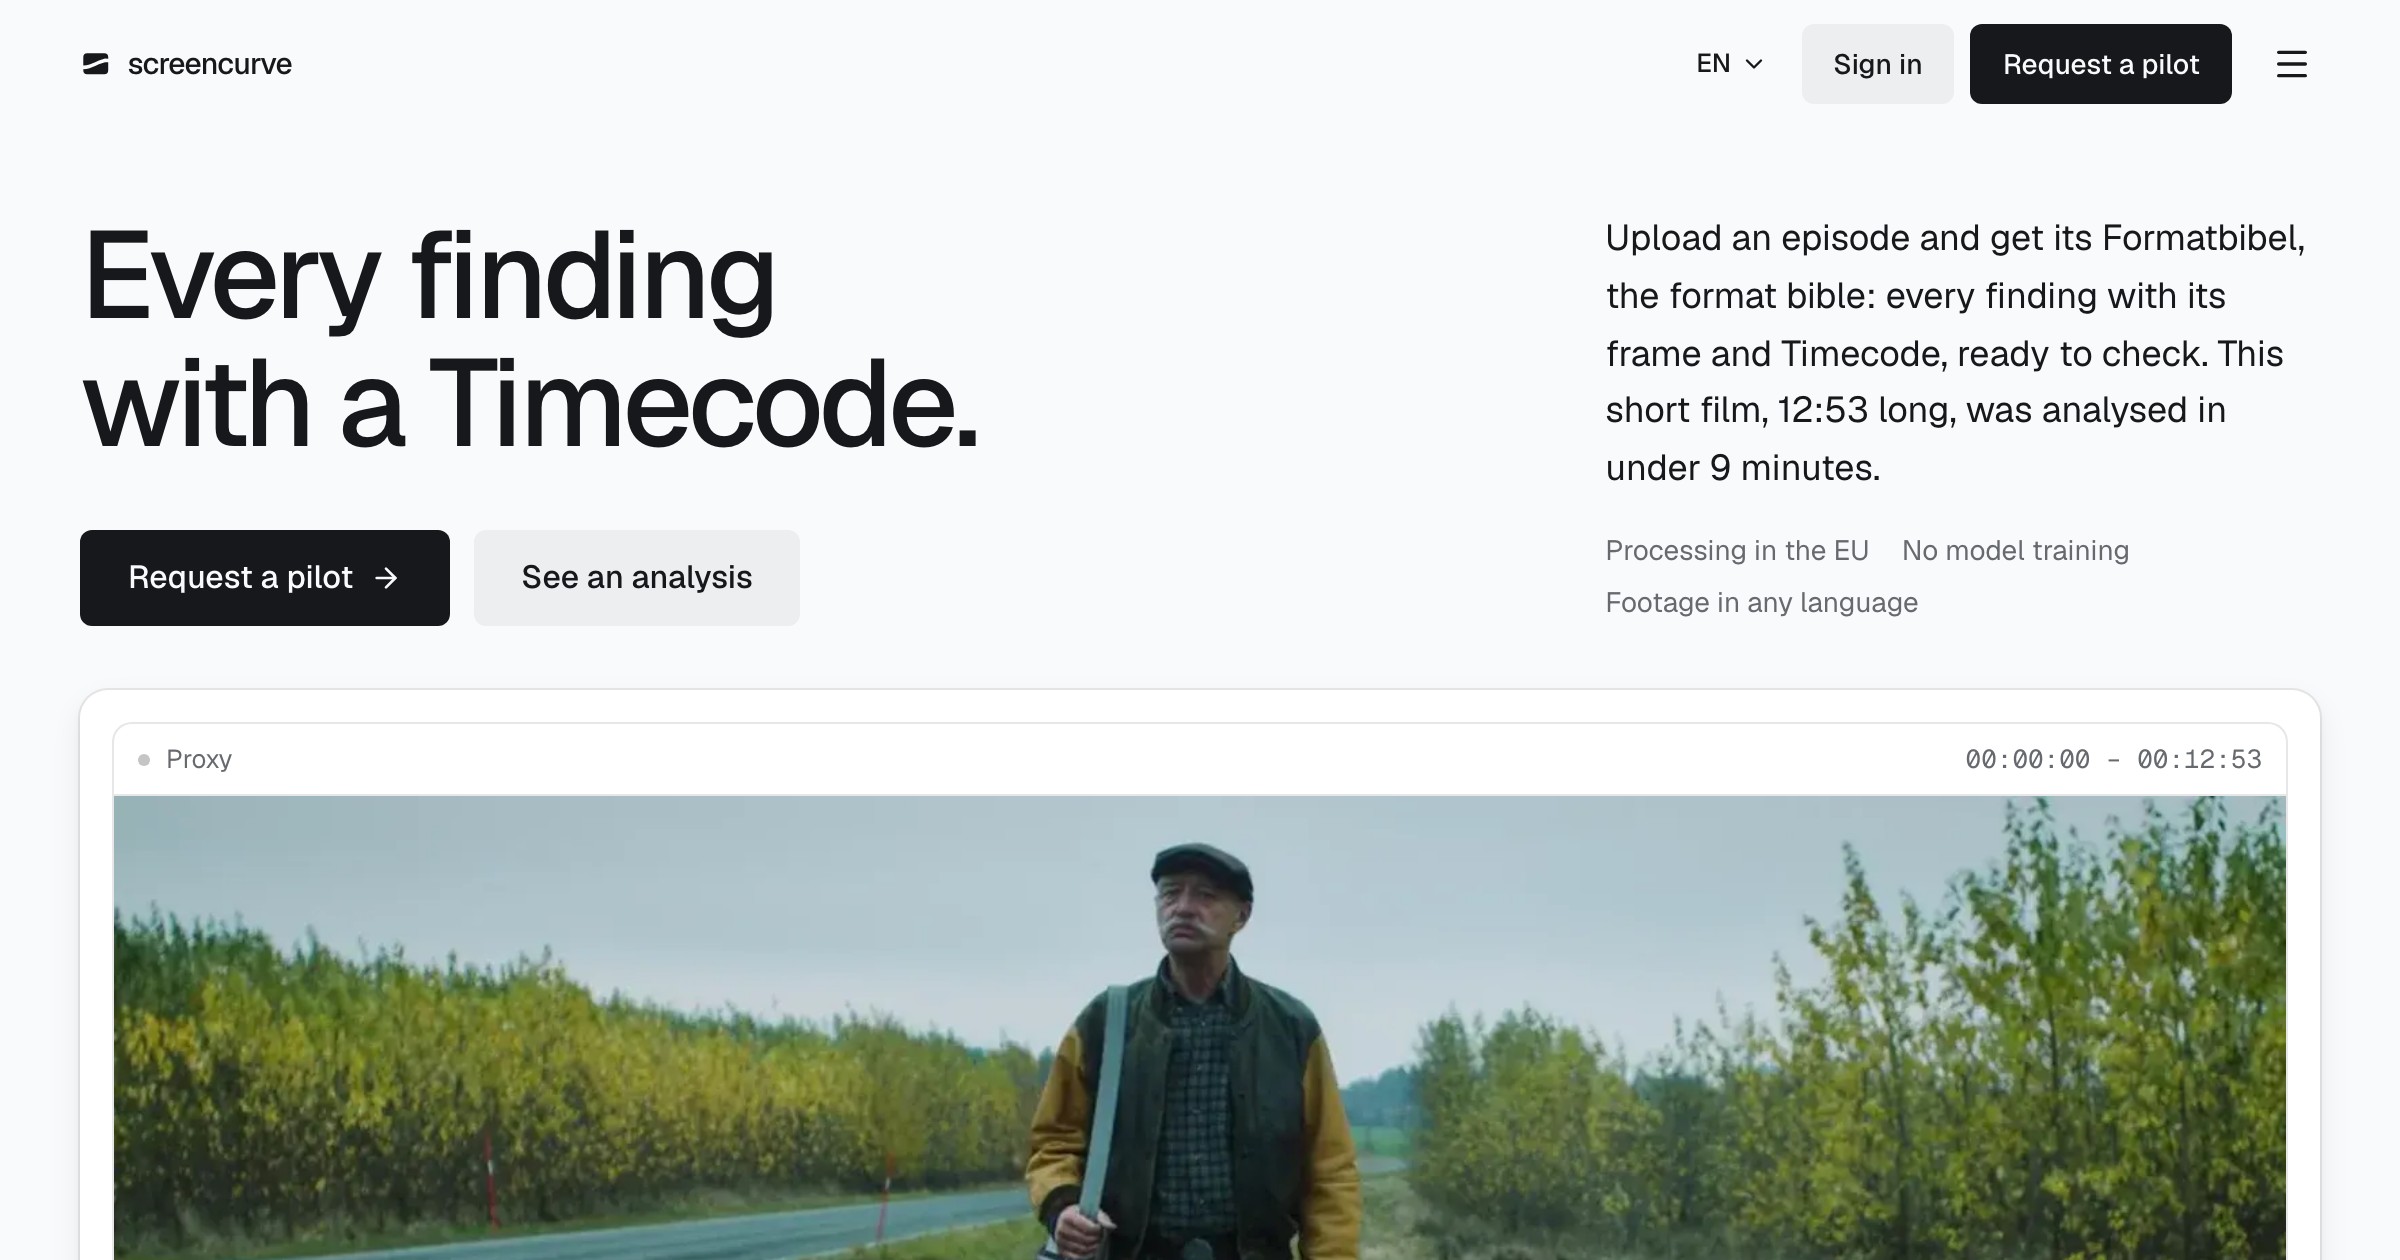 screencurve
EN
Sign in
Request a pilot
Every finding
with a Timecode.
Request a pilot →
See an analysis
Upload an episode and get its Formatbibel,
the format bible: every finding with its
frame and Timecode, ready to check. This
short film, 12:53 long, was analysed in
under 9 minutes.
Processing in the EU
No model training
Footage in any language
Proxy
00:00:00 – 00:12:53